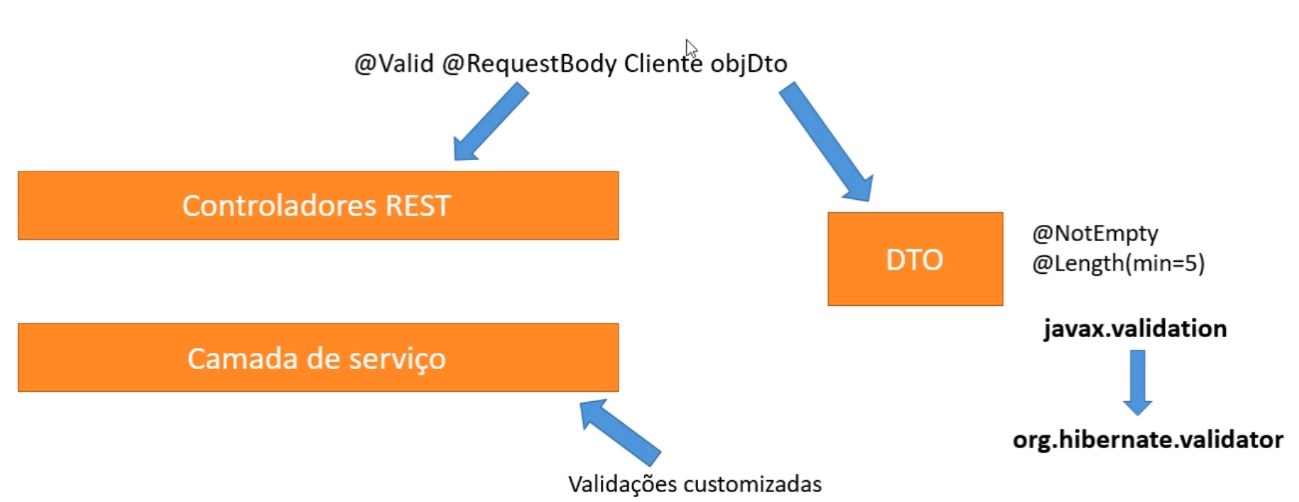 @Valid @RequestBody Cliente objDto
Controladores REST
DTO
@NotEmpty
@Length(min=5)
javax.validation
Camada de serviço
org.hibernate.validator
Validações customizadas